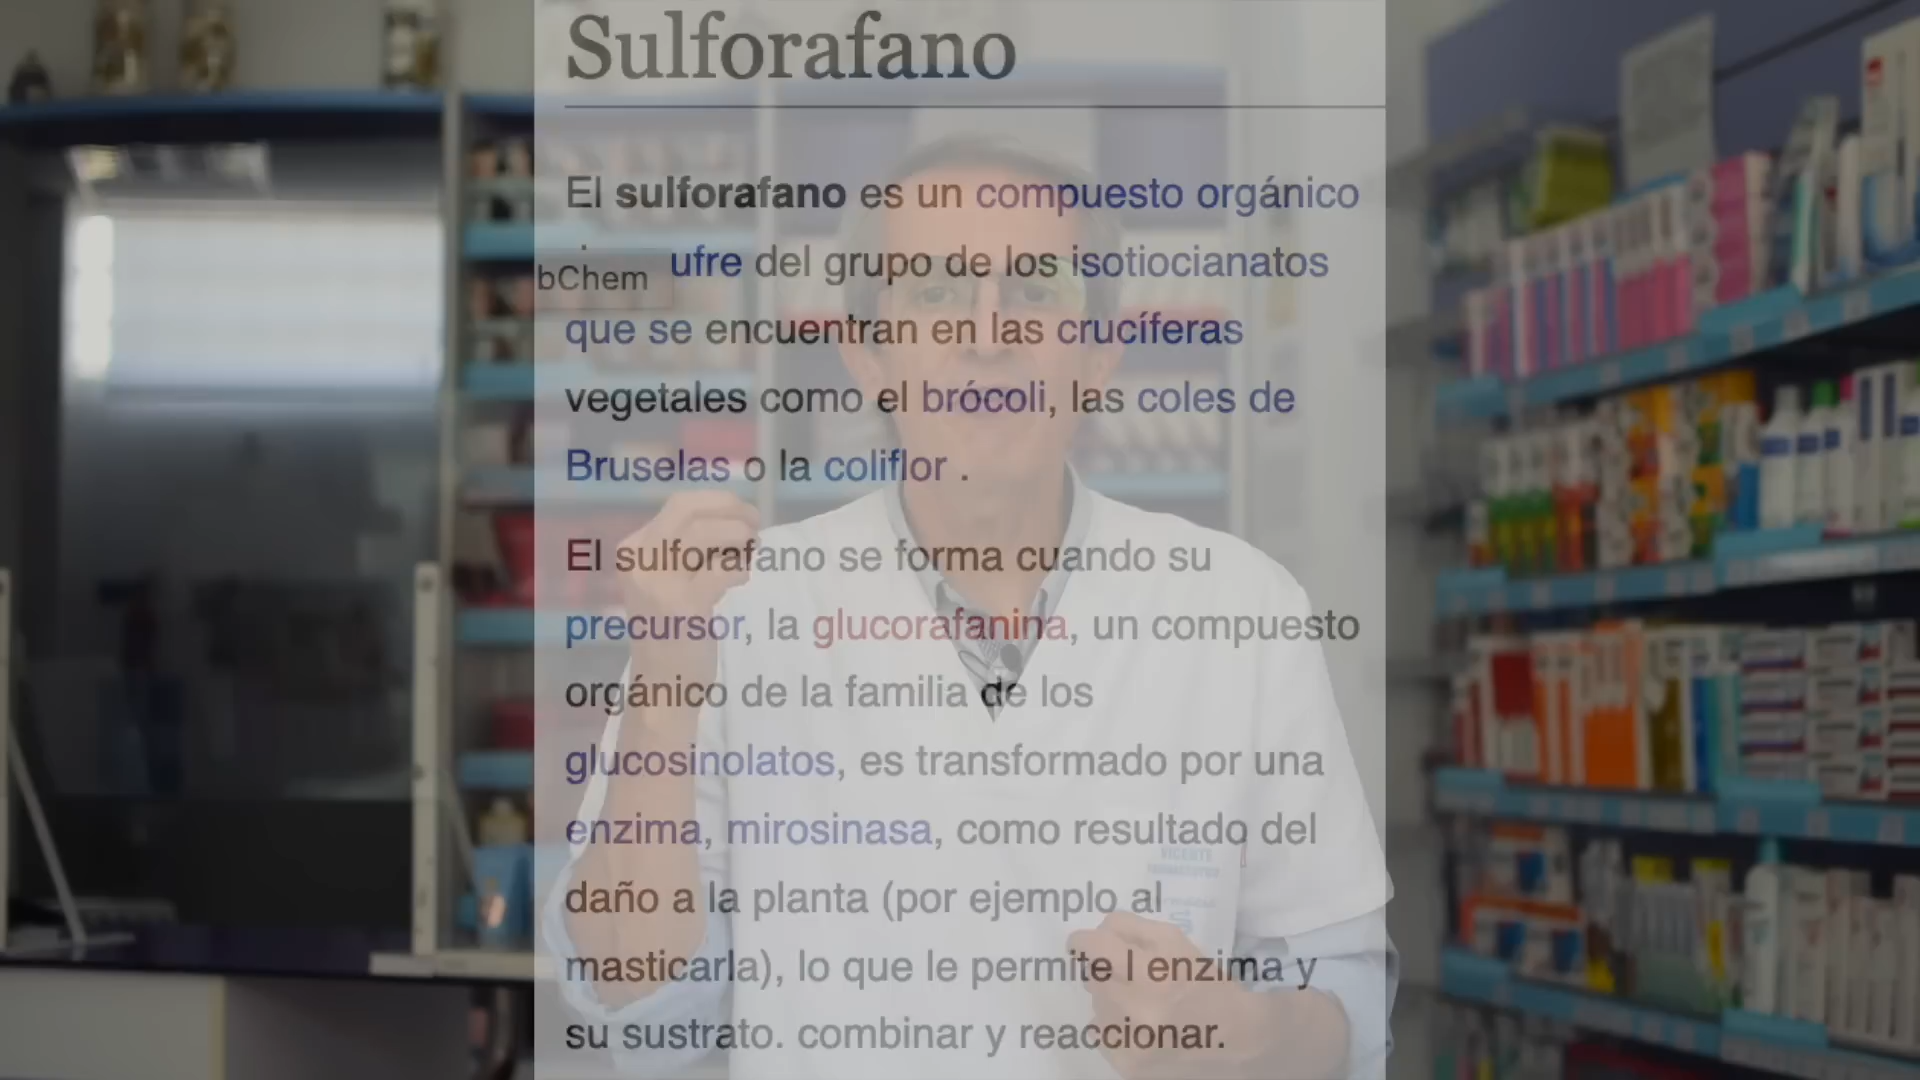 Sulforafano
El sulforafano es un compuesto orgánico
ufre del grupo de los isotiocianatos
bChem
que se encuentran en las crucíferas
vegetales como el brócoli, las coles de
Bruselas o la coliflor .
El sulforafano se forma cuando su
precursor, la glucorafanina, un compuesto
orgánico de la familia de los
glucosinolatos, es transformado por una
enzima, mirosinasa, como resultado del
daño a la planta (por ejemplo al
masticarla), lo que le permite l enzima y
su sustrato. combinar y reaccionar.
VICENTE